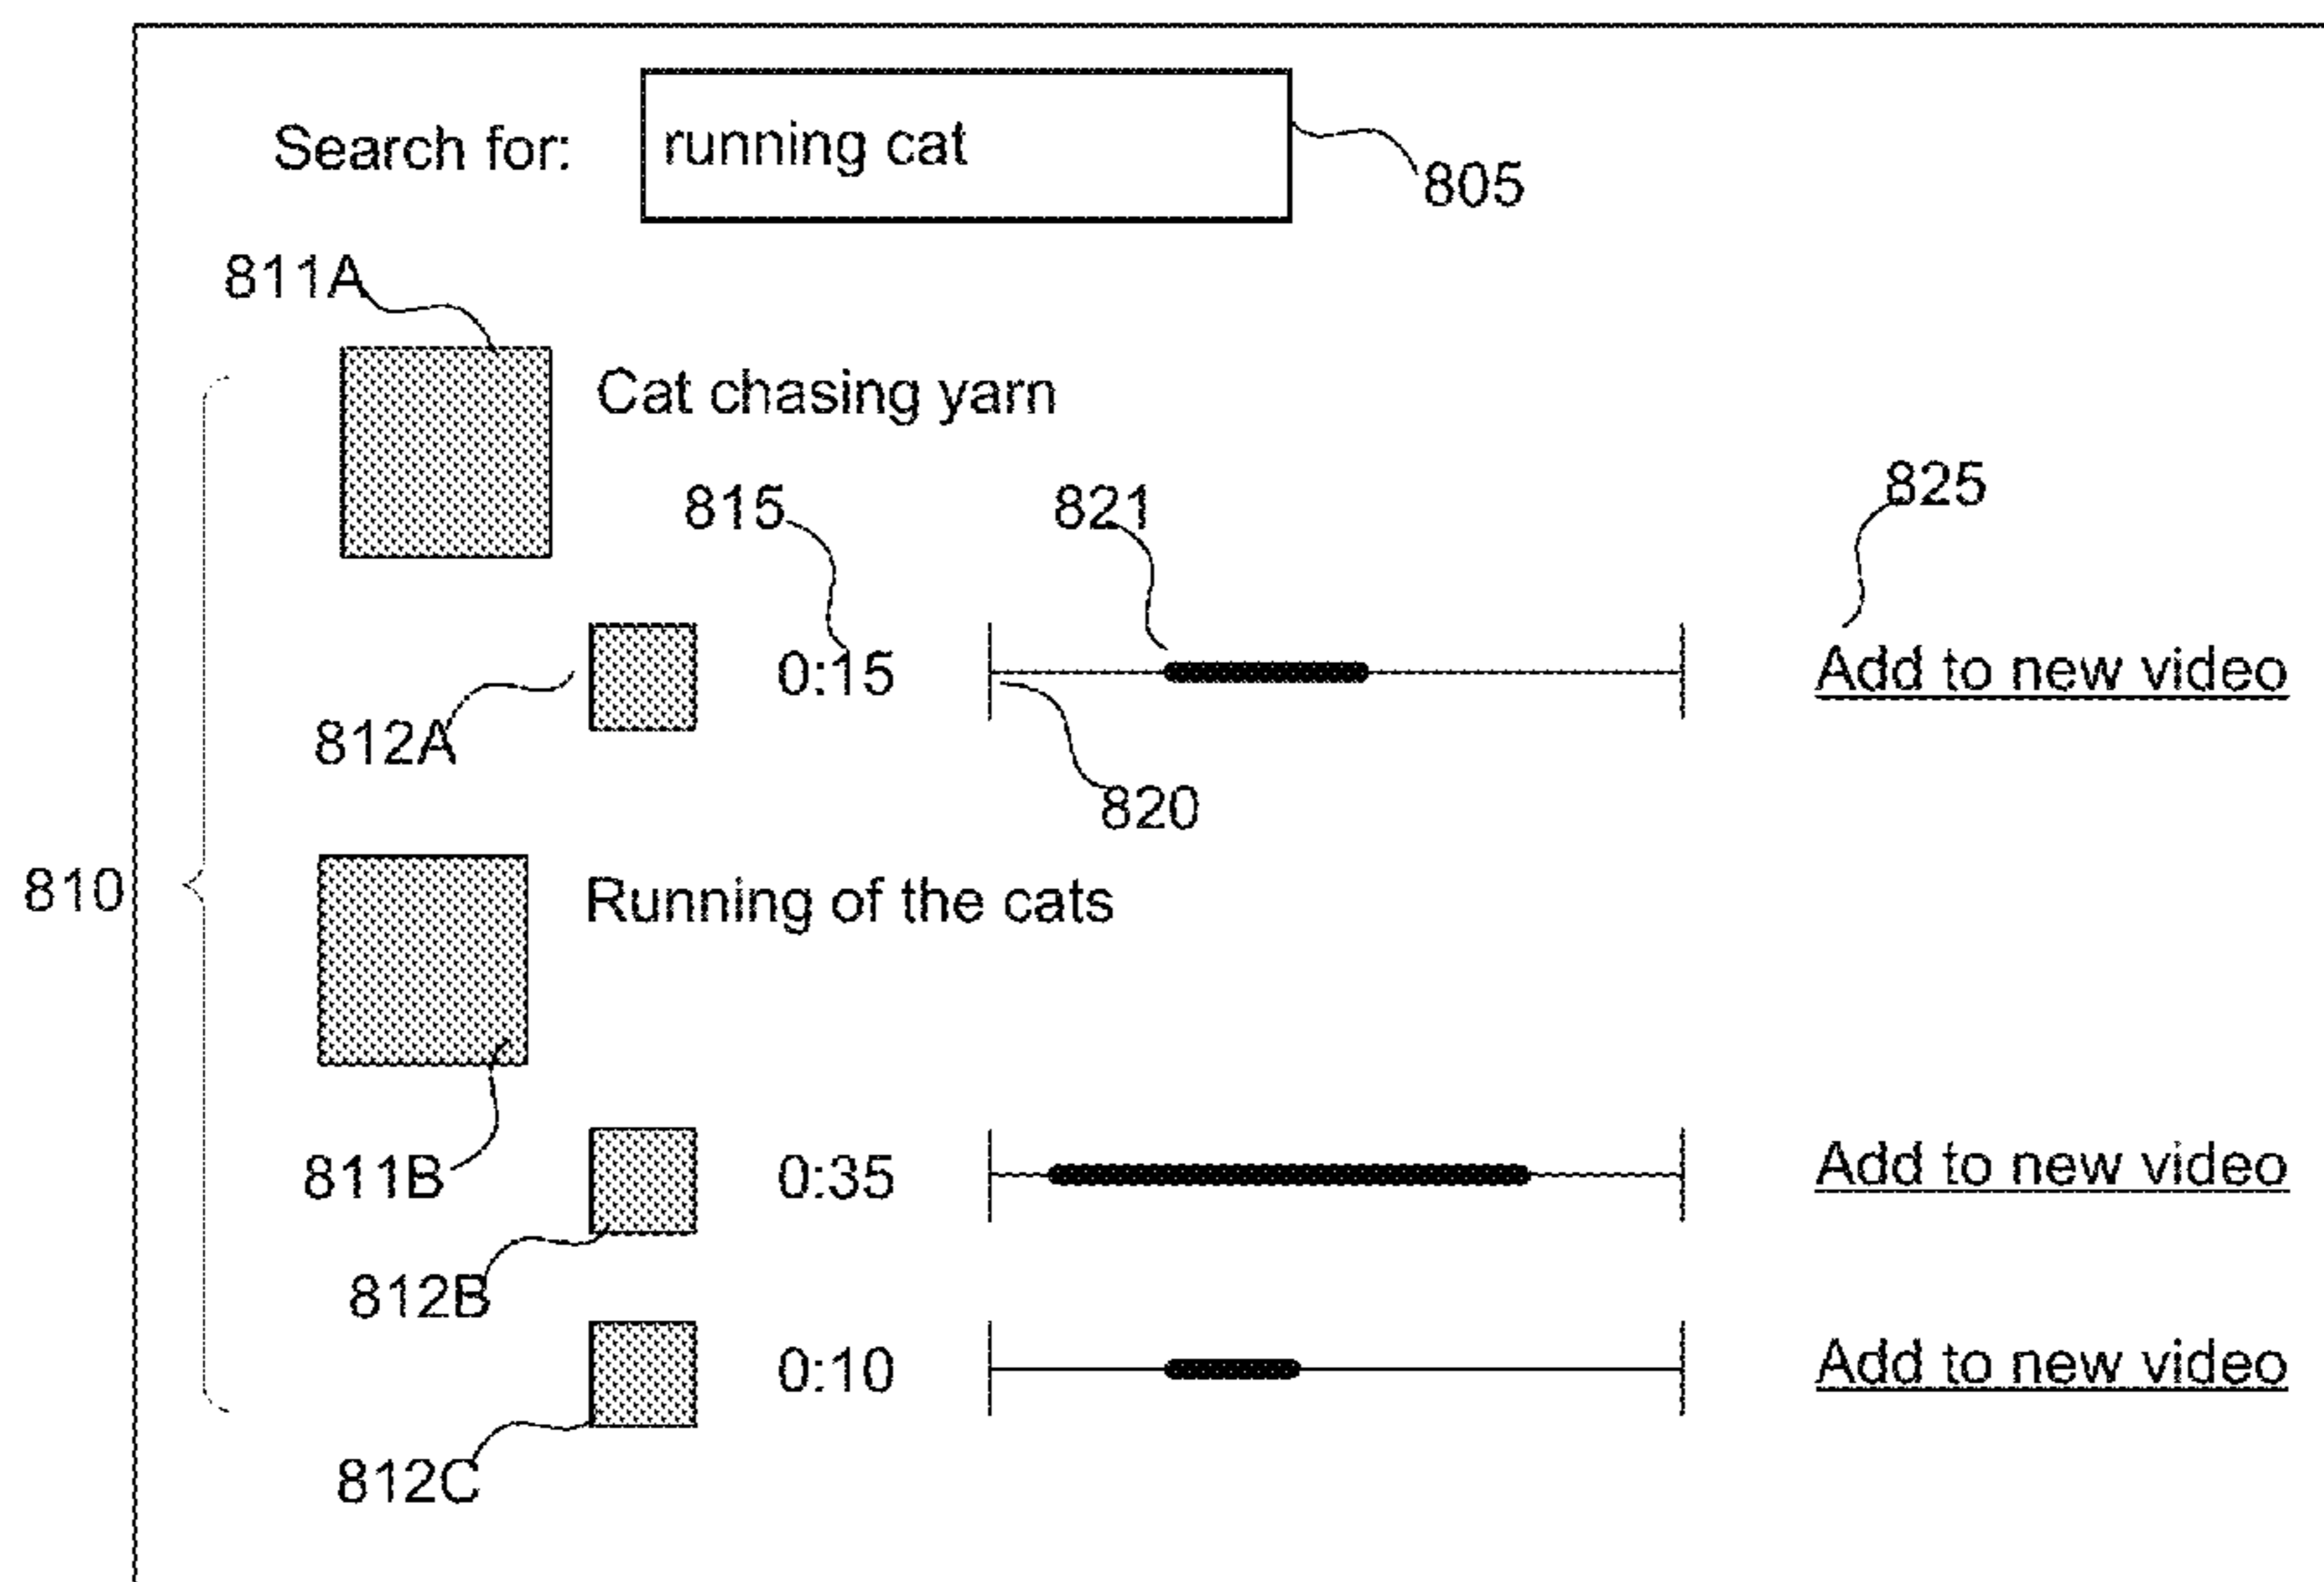 Search for: running cat
805
811A
Cat chasing yarn
815 821 825
0:15 Add to new video
812A
820
810
Running of the cats
811B
0:35 Add to new video
812B
0:10 Add to new video
812C